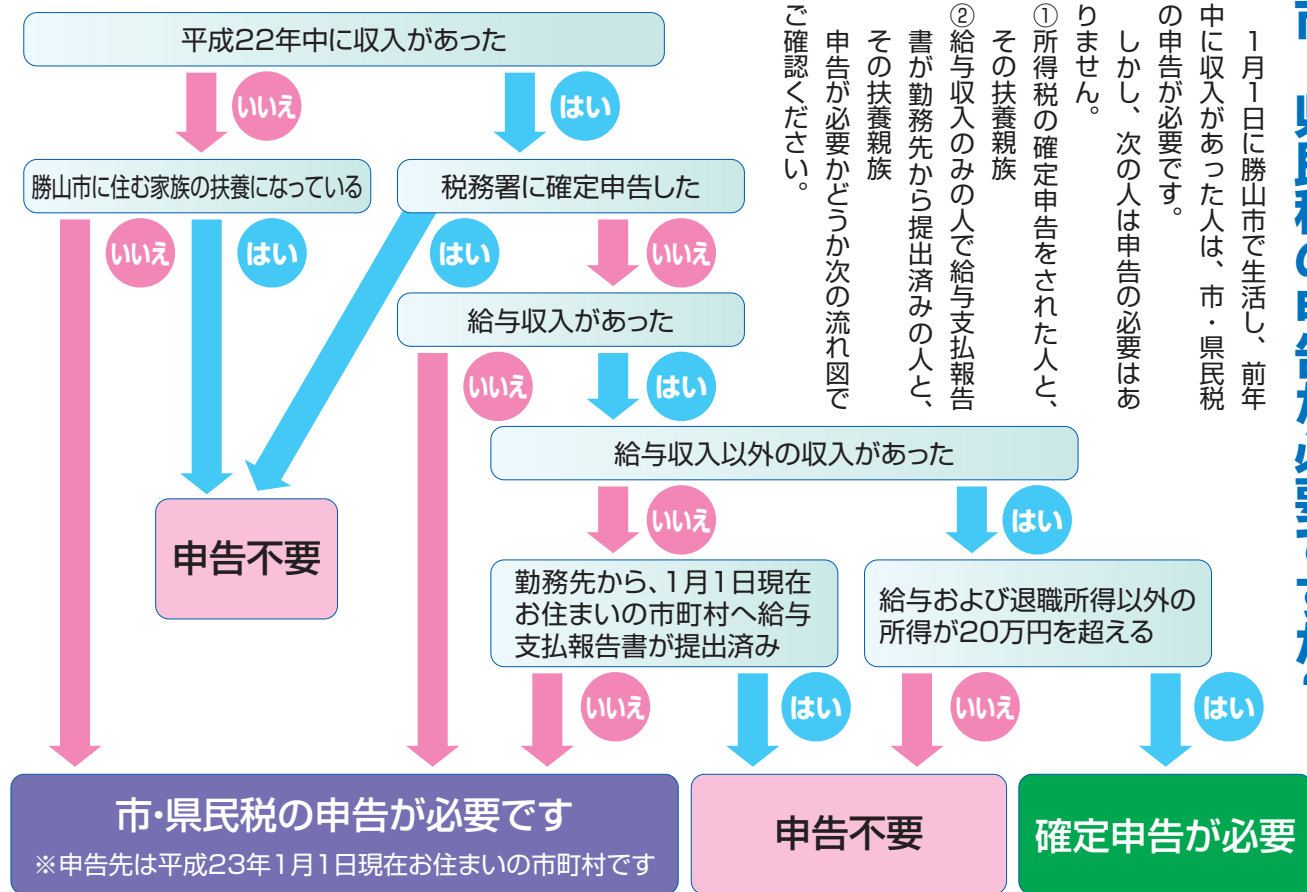 市・県民税の申告が必要ですか？
1月1日に勝山市で生活し、前年
中に収入があった人は、市・県民税
の申告が必要です。
しかし、次の人は申告の必要はあ
りません。
①所得税の確定申告をされた人と、
その扶養親族
②給与収入のみの人で給与支払報告
書が勤務先から提出済みの人と、
その扶養親族
申告が必要かどうか次の流れ図で
ご確認ください。
平成22年中に収入があった
いいえ
はい
勝山市に住む家族の扶養になっている
税務署に確定申告した
いいえ
はい
はい
いいえ
給与収入があった
いいえ
はい
給与収入以外の収入があった
いいえ
はい
申告不要
勤務先から、1月1日現在
お住まいの市町村へ給与
支払報告書が提出済み
給与および退職所得以外の
所得が20万円を超える
いいえ
はい
いいえ
はい
市・県民税の申告が必要です
※申告先は平成23年1月1日現在お住まいの市町村です
申告不要
確定申告が必要